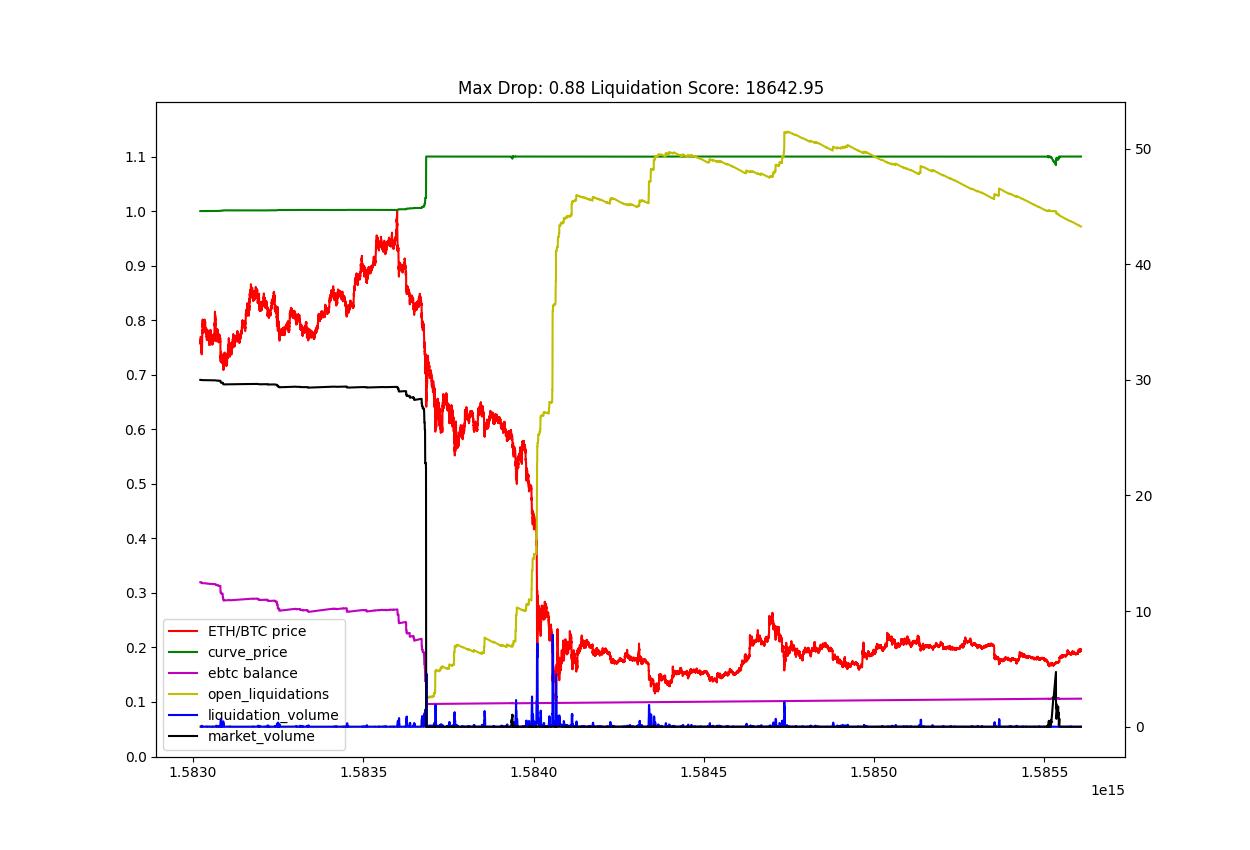 Max Drop: 0.88 Liquidation Score: 18642.95
1.1
1.0
0.9
0.8
0.7
0.6
0.5
0.4
0.3
0.2
0.1
0.0
50
40
30
20
10
0
ETH/BTC price
curve_price
ebtc balance
open_liquidations
liquidation_volume
market_volume
1.5830 1.5835 1.5840 1.5845 1.5850 1.5855
1e15